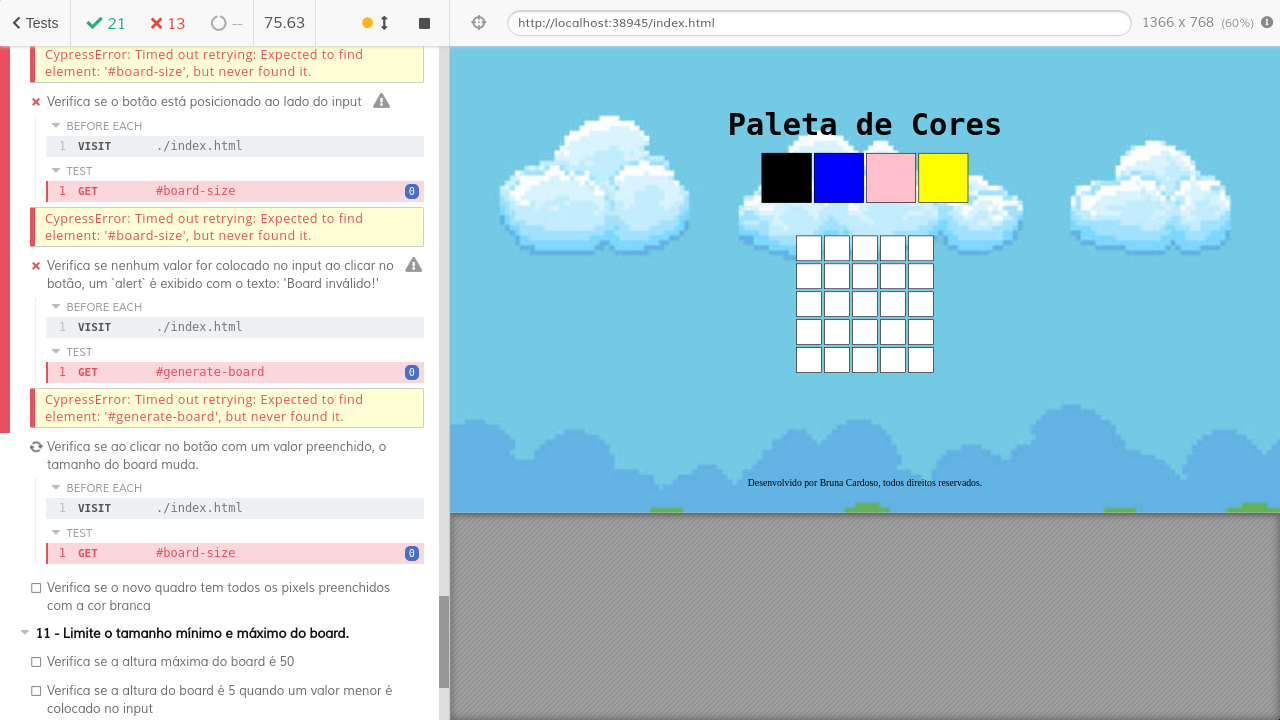 Tests
21
13
--
75.63
http://localhost:38945/index.html
1366 x 768 (60%)
CypressError: Timed out retrying: Expected to find
element: '#board-size', but never found it.
Verifica se o botão está posicionado ao lado do input
BEFORE EACH
1 VISIT ./index.html
TEST
1 GET #board-size 0
CypressError: Timed out retrying: Expected to find
element: '#board-size', but never found it.
Verifica se nenhum valor for colocado no input ao clicar no
botão, um `alert` é exibido com o texto: 'Board inválido!'
BEFORE EACH
1 VISIT ./index.html
TEST
1 GET #generate-board 0
CypressError: Timed out retrying: Expected to find
element: '#generate-board', but never found it.
Verifica se ao clicar no botão com um valor preenchido, o
tamanho do board muda.
BEFORE EACH
1 VISIT ./index.html
TEST
1 GET #board-size 0
Verifica se o novo quadro tem todos os pixels preenchidos
com a cor branca
11 - Limite o tamanho mínimo e máximo do board.
Verifica se a altura máxima do board é 50
Verifica se a altura do board é 5 quando um valor menor é
colocado no input
Paleta de Cores
Desenvolvido por Bruna Cardoso, todos direitos reservados.